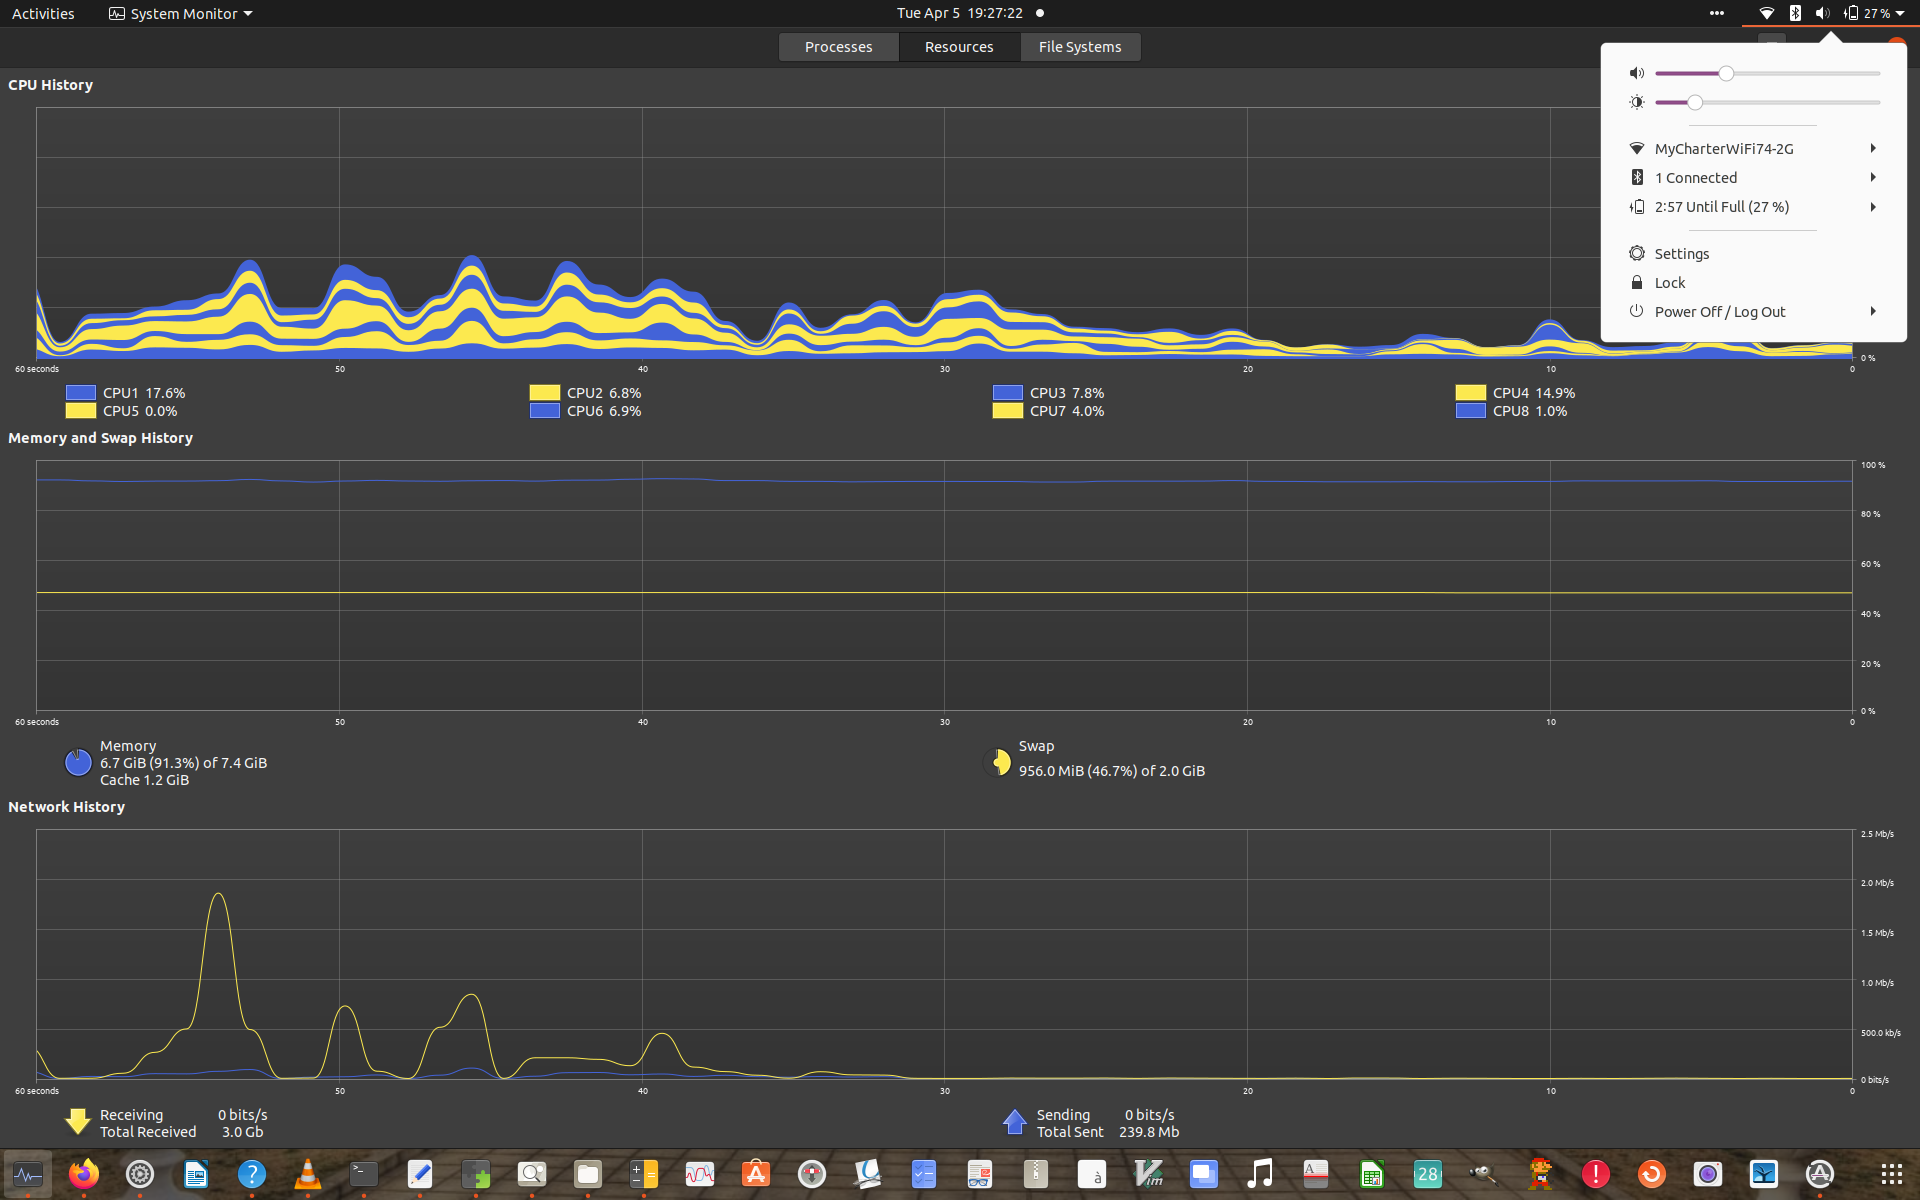 Activities System Monitor Tue Apr 5 19:27:22 27 %
Processes Resources File Systems
CPU History
MyCharterWiFi74-2G
1 Connected
2:57 Until Full (27 %)
Settings
Lock
Power Off / Log Out
0 %
60 seconds 50 40 30 20 10 0
CPU1 17.6% CPU2 6.8% CPU3 7.8% CPU4 14.9%
CPU5 0.0% CPU6 6.9% CPU7 4.0% CPU8 1.0%
Memory and Swap History
100 %
80 %
60 %
40 %
20 %
0 %
60 seconds 50 40 30 20 10 0
Memory
6.7 GiB (91.3%) of 7.4 GiB
Cache 1.2 GiB
Swap
956.0 MiB (46.7%) of 2.0 GiB
Network History
2.5 Mb/s
2.0 Mb/s
1.5 Mb/s
1.0 Mb/s
500.0 kb/s
0 bits/s
60 seconds 50 40 30 20 10 0
Receiving 0 bits/s
Total Received 3.0 Gb
Sending 0 bits/s
Total Sent 239.8 Mb
28